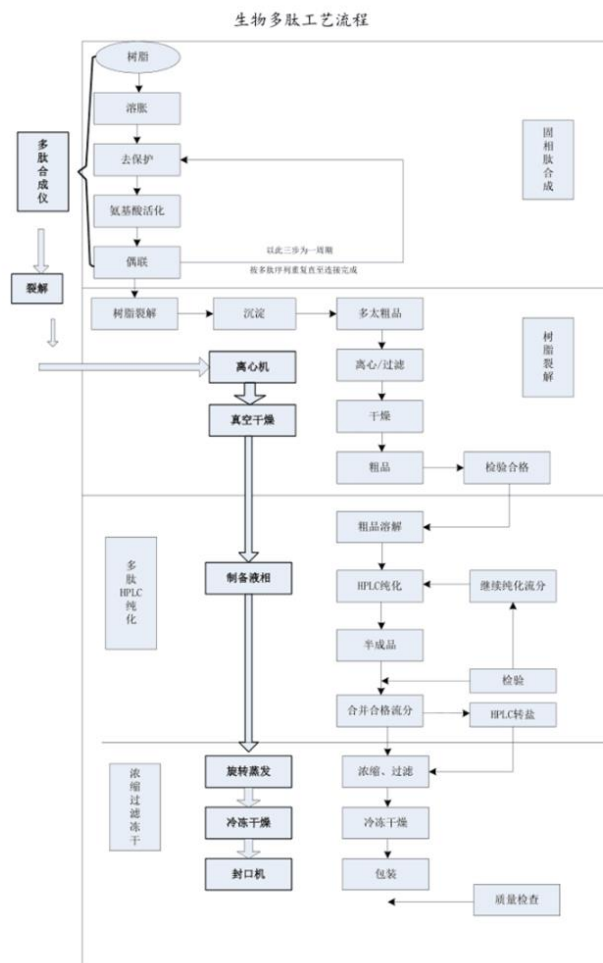 生物多肽工艺流程
树脂
溶胀
去保护
氨基酸活化
偶联
以此三步为一周期
按多肽序列重复直至连接完成
多肽合成仪
裂解
固相肽合成
树脂裂解
沉淀
多太粗品
离心/过滤
干燥
粗品
检验合格
离心机
真空干燥
树脂裂解
粗品溶解
HPLC纯化
继续纯化流分
半成品
检验
合并合格流分
HPLC转盐
制备液相
多肽HPLC纯化
旋转蒸发
冷冻干燥
封口机
浓缩、过滤
冷冻干燥
包装
质量检查
浓缩过滤冻干